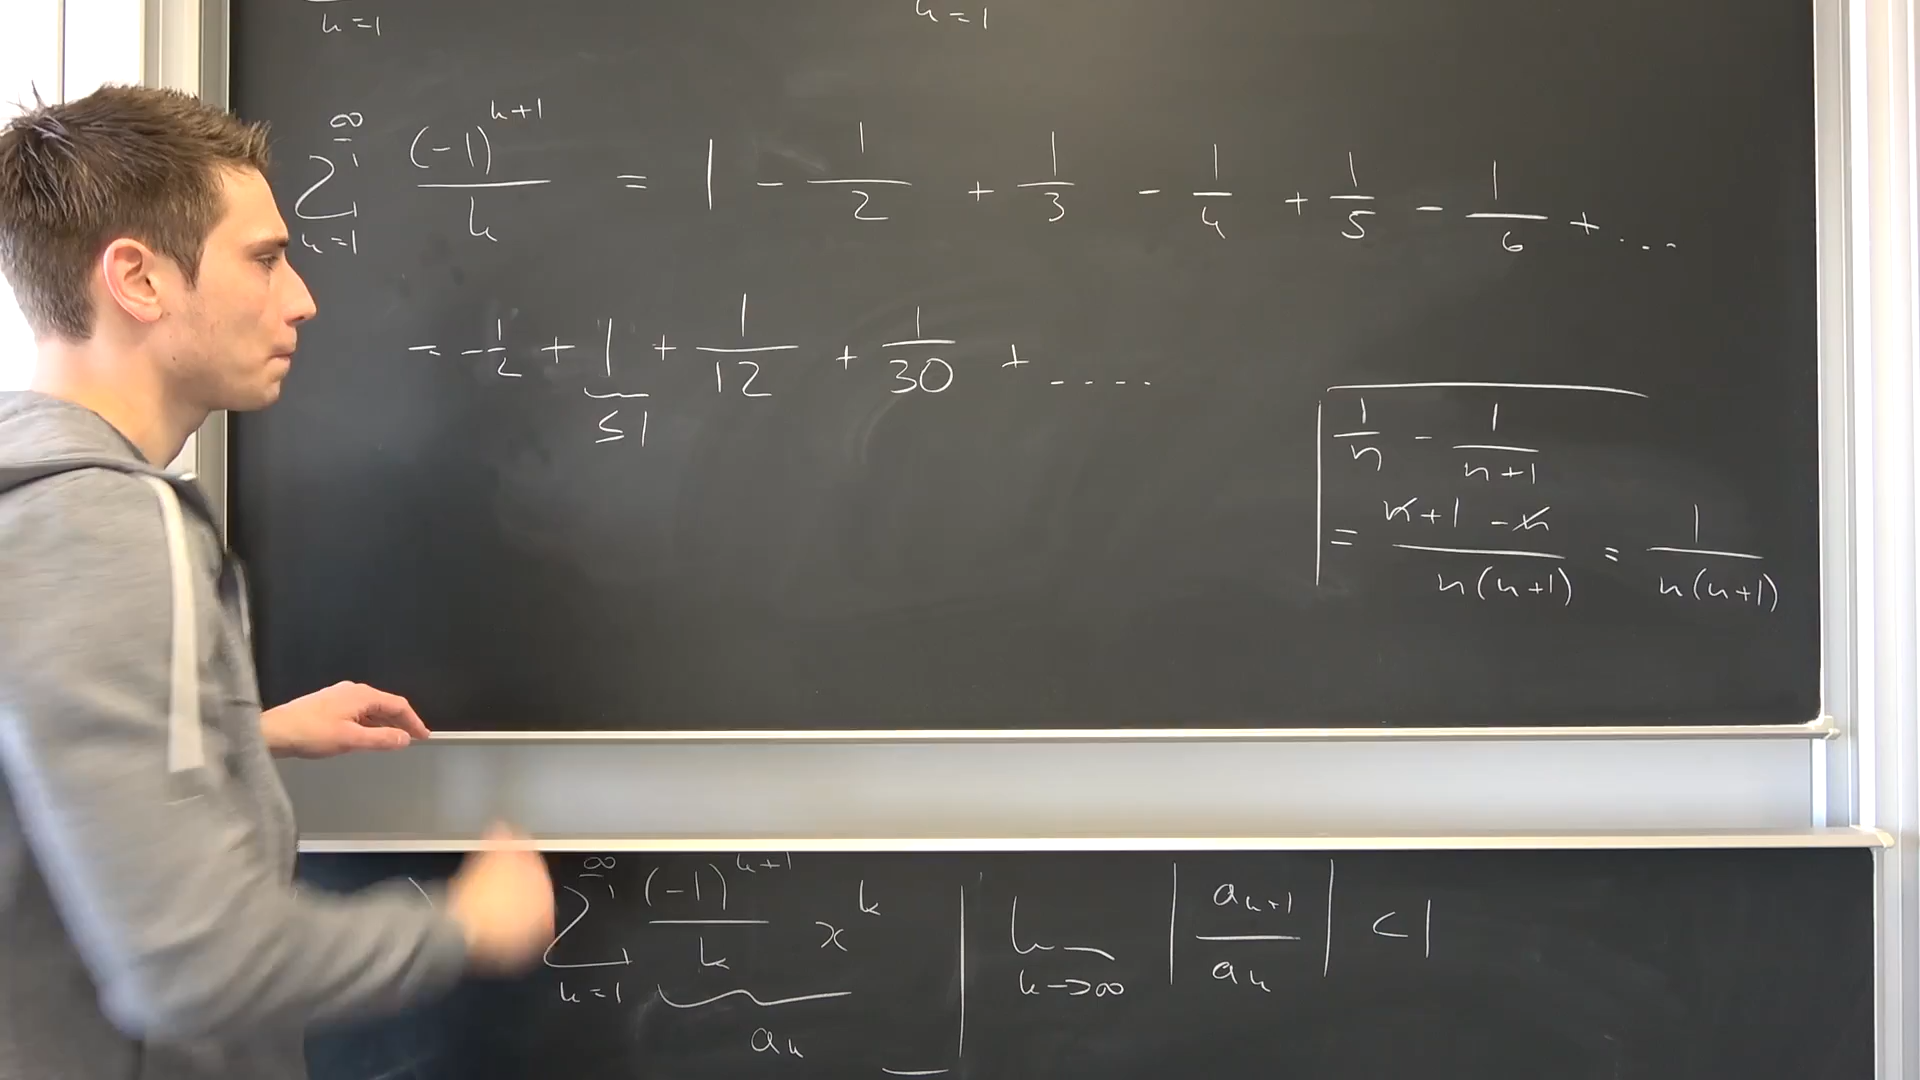 k=1 k=1
∞ Σ k=1 (-1)^{k+1} / k = 1 - 1/2 + 1/3 - 1/4 + 1/5 - 1/6 + ...
= -1/2 + 1 + 1/12 + 1/30 + ....
≤1
1/n - 1/(n+1)
= (n+1-n) / n(n+1) = 1 / n(n+1)
∞ Σ k=1 (-1)^{k+1} / k x^k | lim k→∞ | a_{k+1} / a_k | < 1
a_k